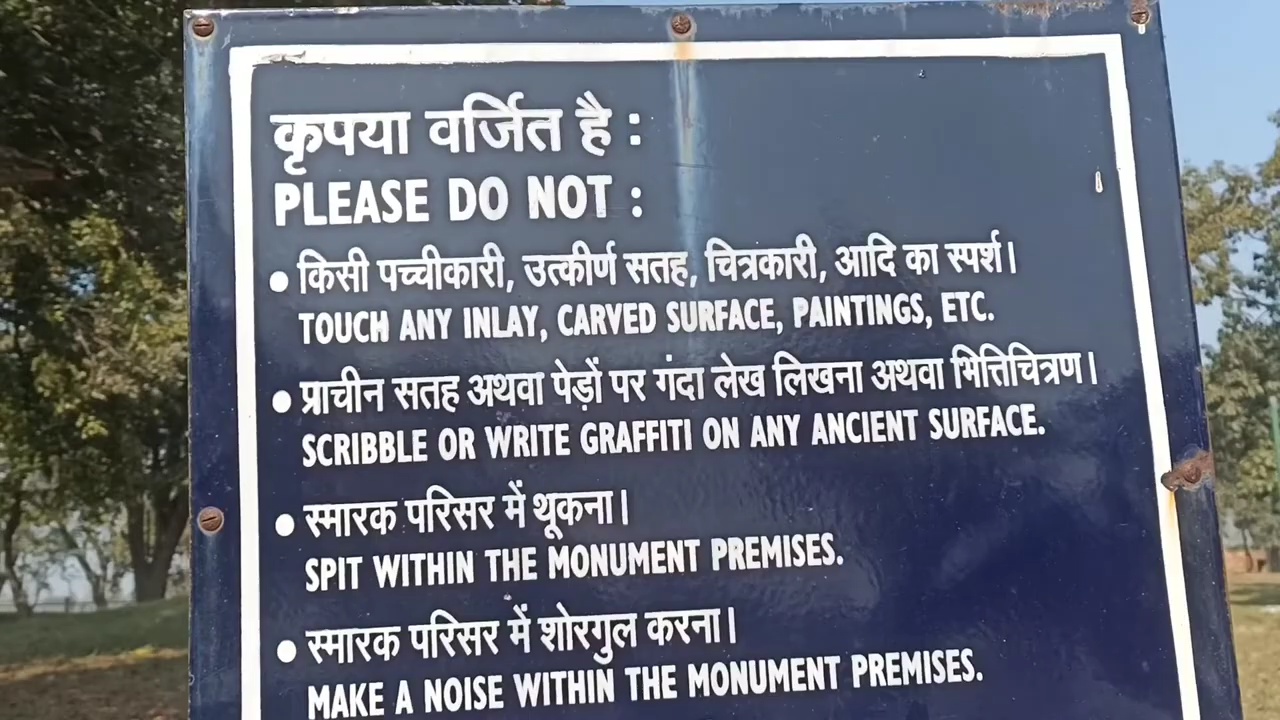 कृपया वर्जित है :
PLEASE DO NOT :
• किसी पच्चीकारी, उत्कीर्ण सतह, चित्रकारी, आदि का स्पर्श।
TOUCH ANY INLAY, CARVED SURFACE, PAINTINGS, ETC.
• प्राचीन सतह अथवा पेड़ों पर गंदा लेख लिखना अथवा भित्तिचित्रण।
SCRIBBLE OR WRITE GRAFFITI ON ANY ANCIENT SURFACE.
• स्मारक परिसर में थूकना।
SPIT WITHIN THE MONUMENT PREMISES.
• स्मारक परिसर में शोरगुल करना।
MAKE A NOISE WITHIN THE MONUMENT PREMISES.